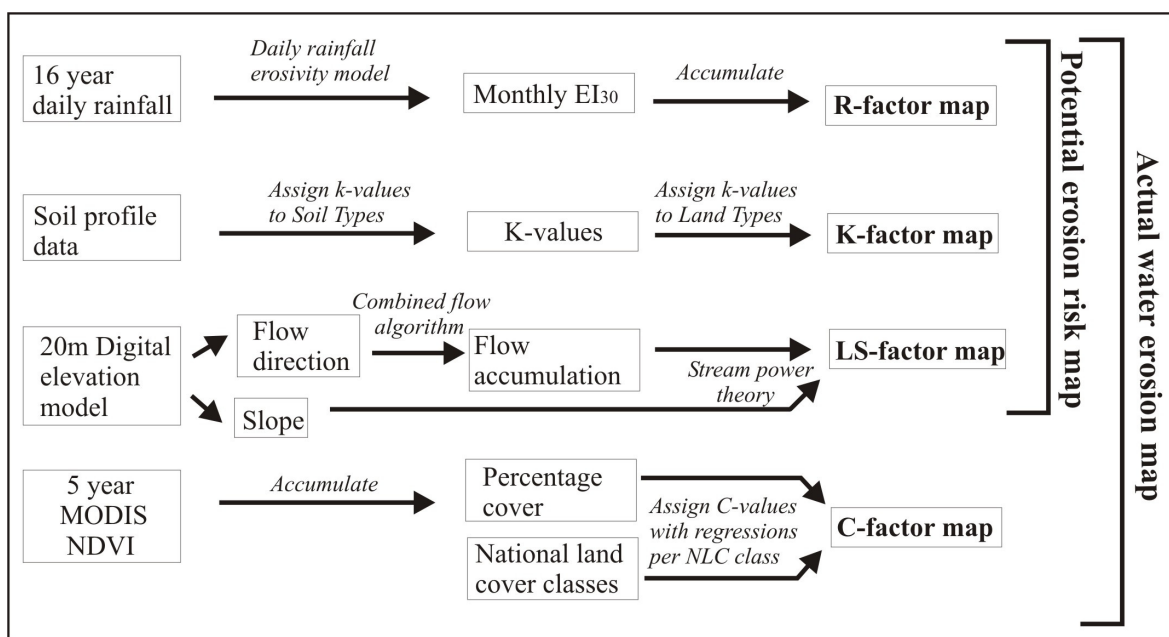 16 year
daily rainfall
Daily rainfall
erosivity model
Monthly EI30
Accumulate
R-factor map
Soil profile
data
Assign k-values
to Soil Types
K-values
Assign k-values
to Land Types
K-factor map
20m Digital
elevation
model
Flow
direction
Combined flow
algorithm
Flow
accumulation
Slope
Stream power
theory
LS-factor map
5 year
MODIS
NDVI
Accumulate
Percentage
cover
National land
cover classes
Assign C-values
with regressions
per NLC class
C-factor map
Potential erosion risk map
Actual water erosion map